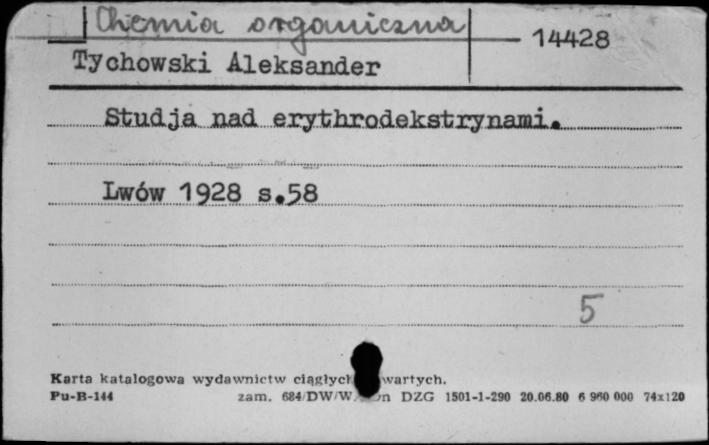 Chemia organiczna
14428
Tychowski Aleksander
Studja nad erythrodekstrynami.
Lwów 1928 s.58
5
Karta katalogowa wydawnictw ciągłych wartych.
Pu-B-144 zam. 684/DW/W DZG 1501-1-290 20.06.80 6 960 000 74x120